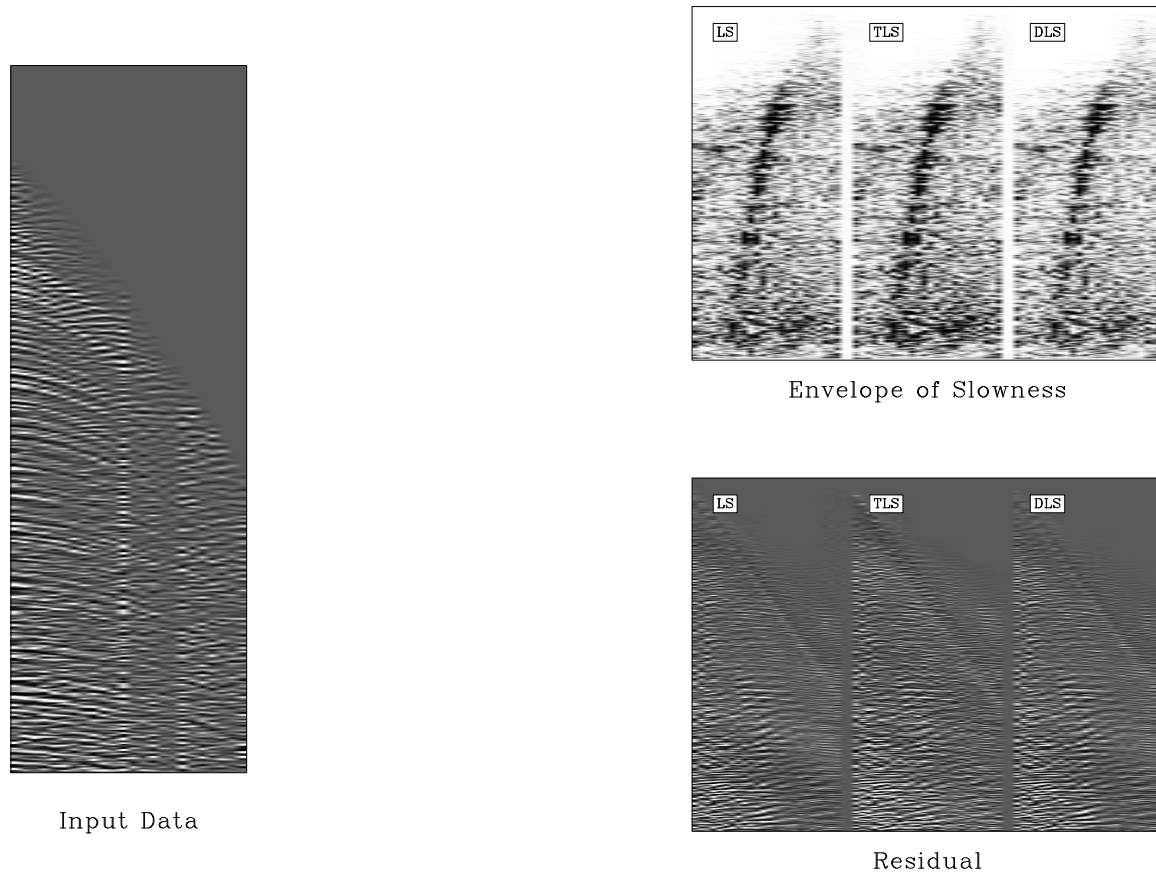 LS
TLS
DLS
Envelope of Slowness
LS
TLS
DLS
Input Data
Residual